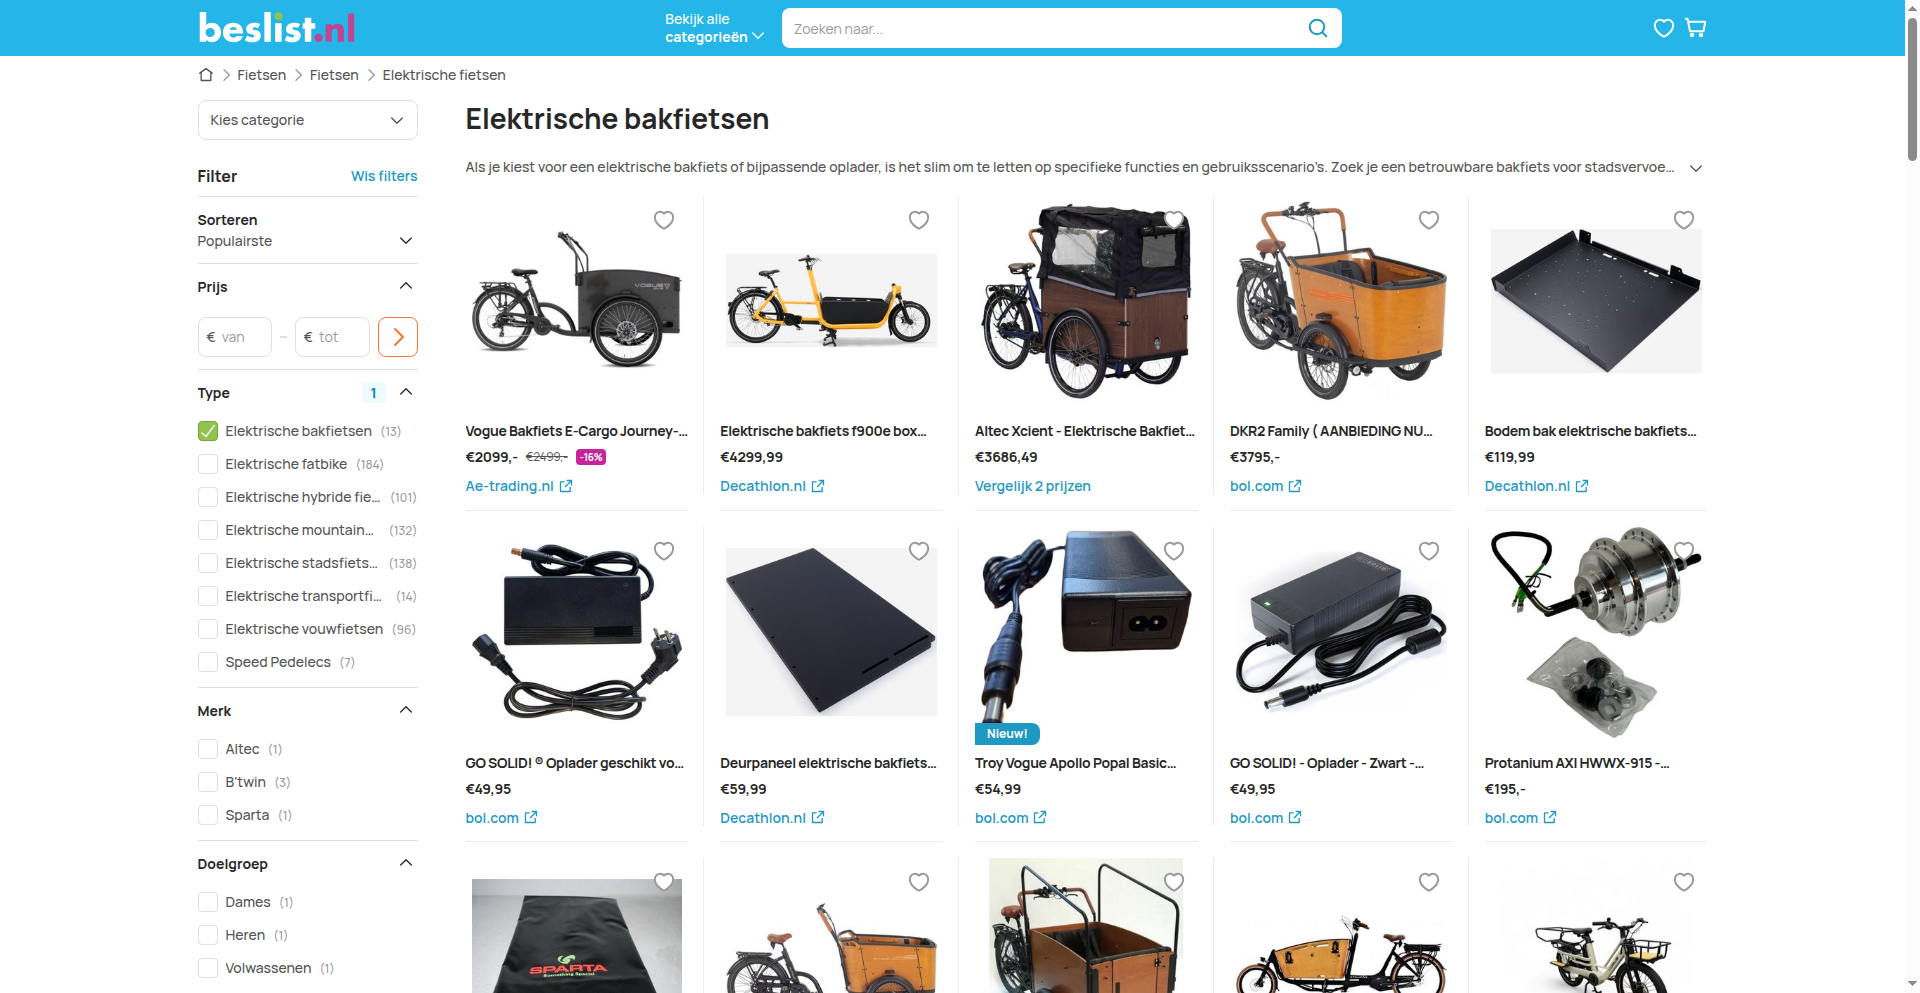 beslist.nl
Bekijk alle
categorieën
Zoeken naar...
Fietsen
Fietsen
Elektrische fietsen
Kies categorie
Filter
Wis filters
Sorteren
Populairste
Prijs
€ van
–
€ tot
Type
1
Elektrische bakfietsen (13)
Elektrische fatbike (184)
Elektrische hybride fie... (101)
Elektrische mountain... (132)
Elektrische stadsfiets... (138)
Elektrische transportfi... (14)
Elektrische vouwfietsen (96)
Speed Pedelecs (7)
Merk
Altec (1)
B'twin (3)
Sparta (1)
Doelgroep
Dames (1)
Heren (1)
Volwassenen (1)
Elektrische bakfietsen
Als je kiest voor een elektrische bakfiets of bijpassende oplader, is het slim om te letten op specifieke functies en gebruiksscenario's. Zoek je een betrouwbare bakfiets voor stadsvervoe...
VOGUE
Vogue Bakfiets E-Cargo Journey-...
€2099,- €2499,- -16%
Ae-trading.nl
Elektrische bakfiets f900e box...
€4299,99
Decathlon.nl
Altec Xcient - Elektrische Bakfiet...
€3686,49
Vergelijk 2 prijzen
DKR2 Family ( AANBIEDING NU...
€3795,-
bol.com
Bodem bak elektrische bakfiets...
€119,99
Decathlon.nl
GO SOLID! ® Oplader geschikt vo...
€49,95
bol.com
Deurpaneel elektrische bakfiets...
€59,99
Decathlon.nl
Nieuw!
Troy Vogue Apollo Popal Basic...
€54,99
bol.com
GO SOLID! - Oplader - Zwart -...
€49,95
bol.com
Protanium AXI HWWX-915 -...
€195,-
bol.com
SPARTA
Something Special